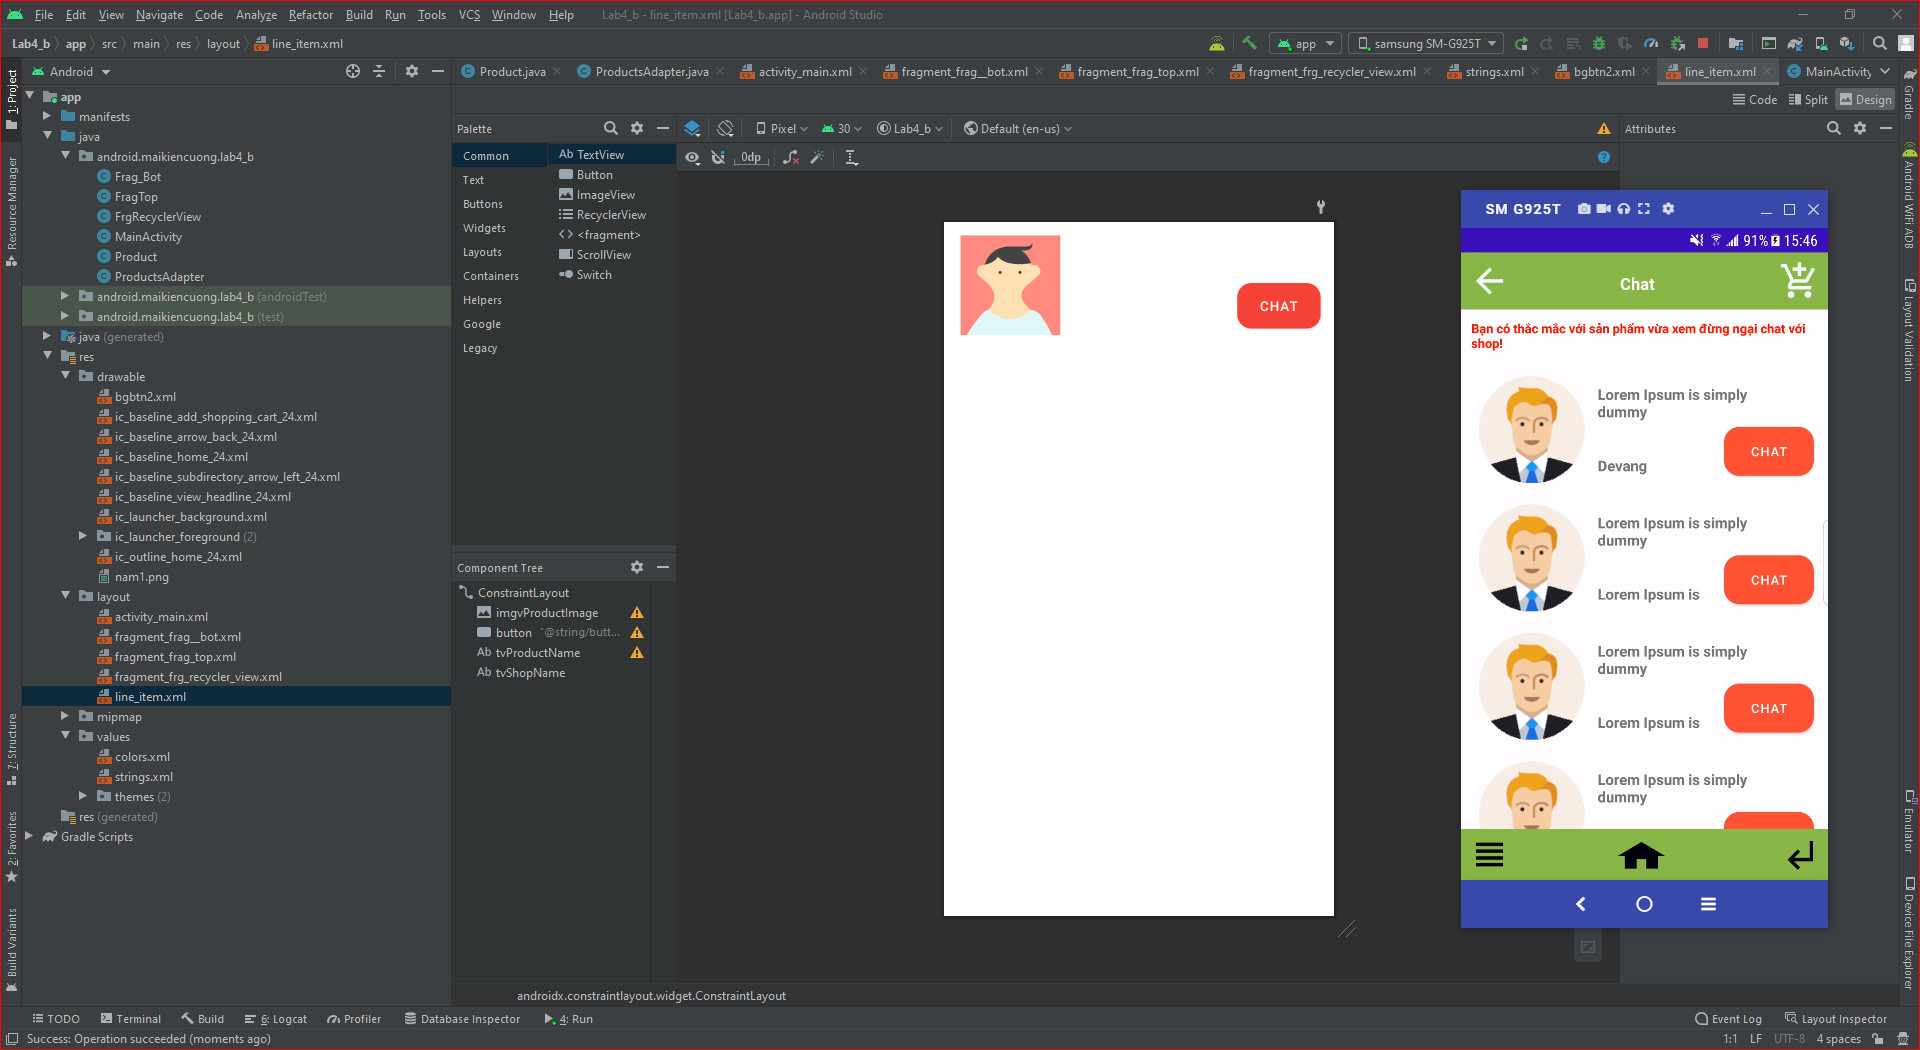 File Edit View Navigate Code Analyze Refactor Build Run Tools VCS Window Help Lab4_b - line_item.xml [Lab4_b.app] - Android Studio
Lab4_b app src main res layout line_item.xml app samsung SM-G925T
Android
Product.java ProductsAdapter.java activity_main.xml fragment_frag__bot.xml fragment_frag_top.xml fragment_frg_recycler_view.xml strings.xml bgbtn2.xml line_item.xml MainActivity
Code Split Design
1: Project
Resource Manager
7: Structure
2: Favorites
Build Variants
app
manifests
java
android.maikiencuong.lab4_b
Frag_Bot
FragTop
FrgRecyclerView
MainActivity
Product
ProductsAdapter
android.maikiencuong.lab4_b (androidTest)
android.maikiencuong.lab4_b (test)
java (generated)
res
drawable
bgbtn2.xml
ic_baseline_add_shopping_cart_24.xml
ic_baseline_arrow_back_24.xml
ic_baseline_home_24.xml
ic_baseline_subdirectory_arrow_left_24.xml
ic_baseline_view_headline_24.xml
ic_launcher_background.xml
ic_launcher_foreground (2)
ic_outline_home_24.xml
nam1.png
layout
activity_main.xml
fragment_frag__bot.xml
fragment_frag_top.xml
fragment_frg_recycler_view.xml
line_item.xml
mipmap
values
colors.xml
strings.xml
themes (2)
res (generated)
Gradle Scripts
Palette
Common
Text
Buttons
Widgets
Layouts
Containers
Helpers
Google
Legacy
Ab TextView
Button
ImageView
RecyclerView
<fragment>
ScrollView
Switch
Component Tree
ConstraintLayout
imgvProductImage
button "@string/butt...
Ab tvProductName
Ab tvShopName
Pixel 30 Lab4_b Default (en-us)
0dp
CHAT
androidx.constraintlayout.widget.ConstraintLayout
Attributes
SM G925T
91% 15:46
Chat
Bạn có thắc mắc với sản phẩm vừa xem đừng ngại chat với
shop!
Lorem Ipsum is simply
dummy
CHAT
Devang
Lorem Ipsum is simply
dummy
CHAT
Lorem Ipsum is
Lorem Ipsum is simply
dummy
CHAT
Lorem Ipsum is
Lorem Ipsum is simply
dummy
Gradle
Android WiFi ADB
Layout Validation
Emulator
Device File Explorer
TODO Terminal Build 6: Logcat Profiler Database Inspector 4: Run Event Log Layout Inspector
Success: Operation succeeded (moments ago) 1:1 LF UTF-8 4 spaces